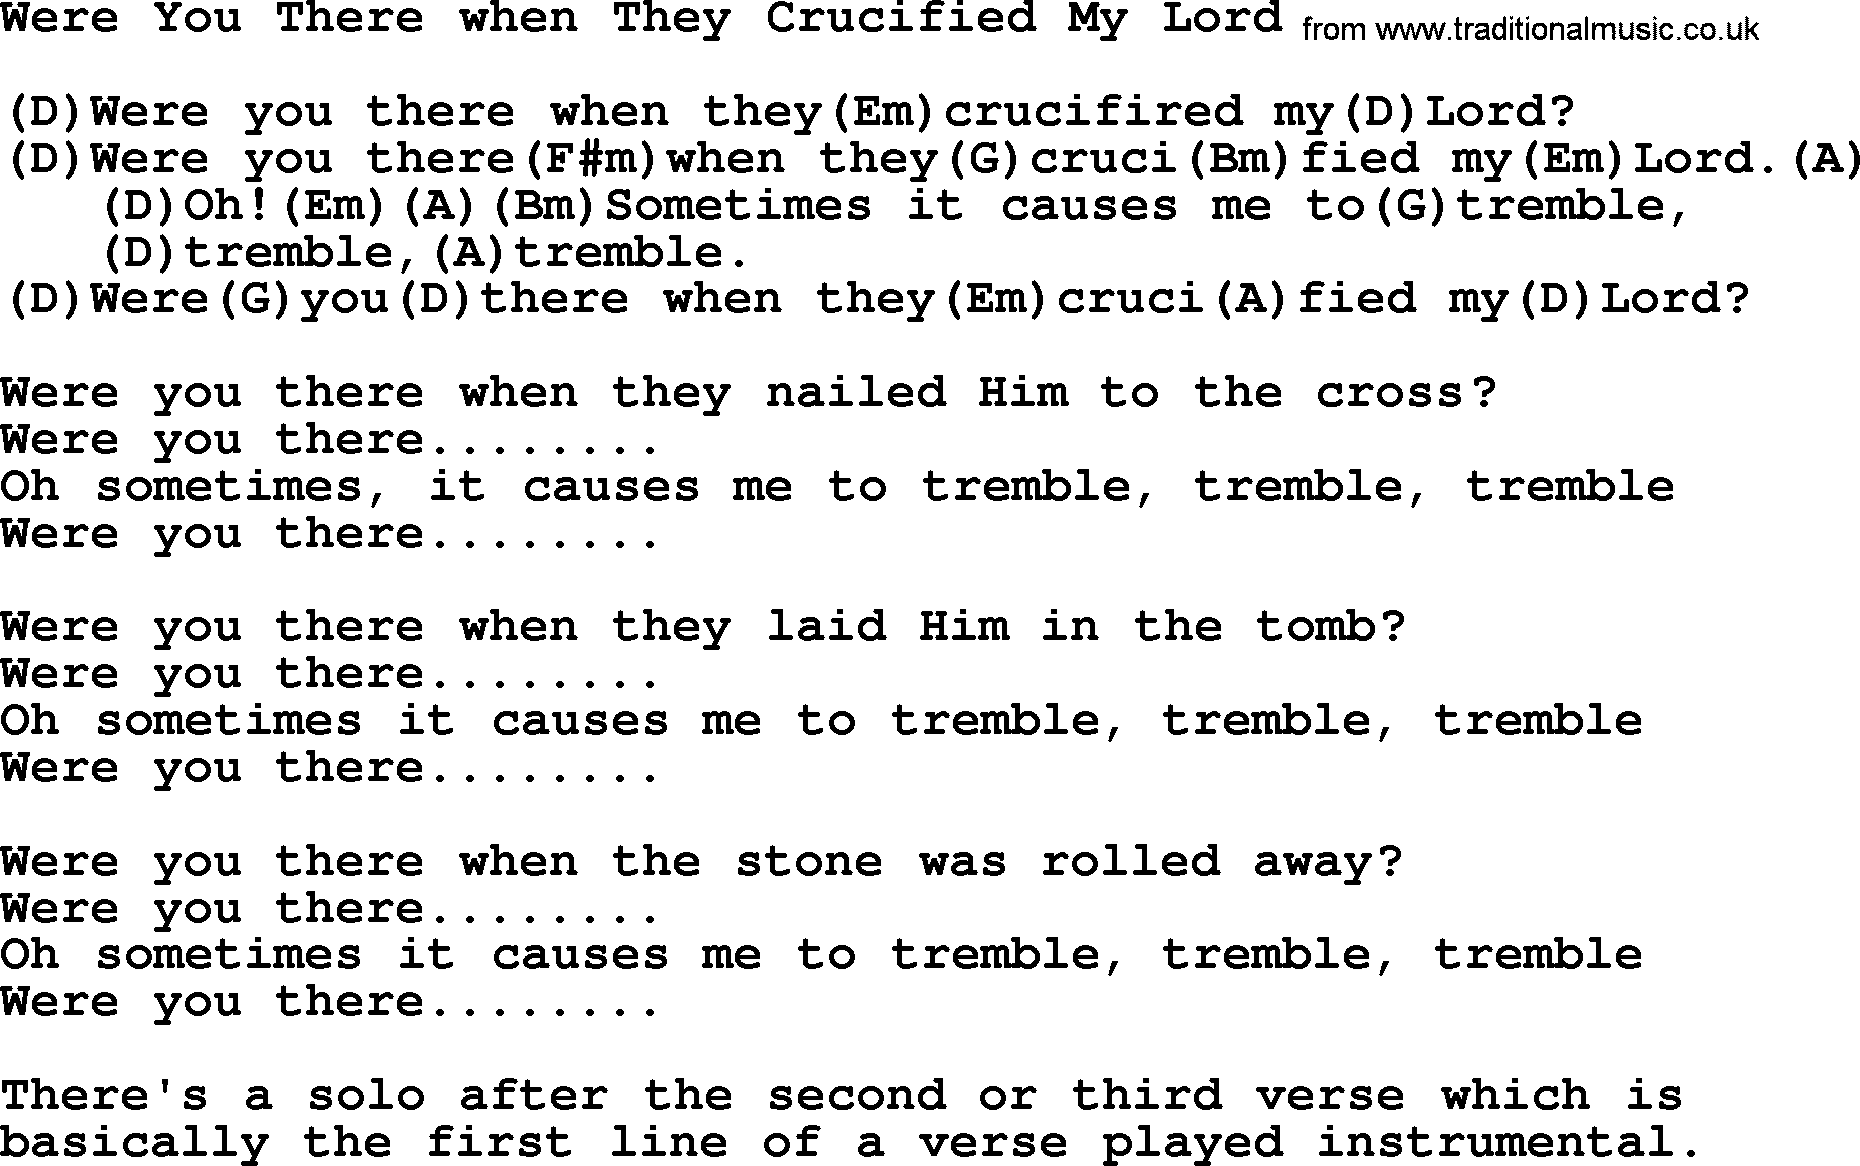 Were You There when They Crucified My Lord from www.traditionalmusic.co.uk
(D)Were you there when they(Em)crucifired my(D)Lord?
(D)Were you there(F#m)when they(G)cruci(Bm)fied my(Em)Lord.(A)
(D)Oh!(Em)(A)(Bm)Sometimes it causes me to(G)tremble,
(D)tremble,(A)tremble.
(D)Were(G)you(D)there when they(Em)cruci(A)fied my(D)Lord?
Were you there when they nailed Him to the cross?
Were you there........
Oh sometimes, it causes me to tremble, tremble, tremble
Were you there........
Were you there when they laid Him in the tomb?
Were you there........
Oh sometimes it causes me to tremble, tremble, tremble
Were you there........
Were you there when the stone was rolled away?
Were you there........
Oh sometimes it causes me to tremble, tremble, tremble
Were you there........
There's a solo after the second or third verse which is
basically the first line of a verse played instrumental.